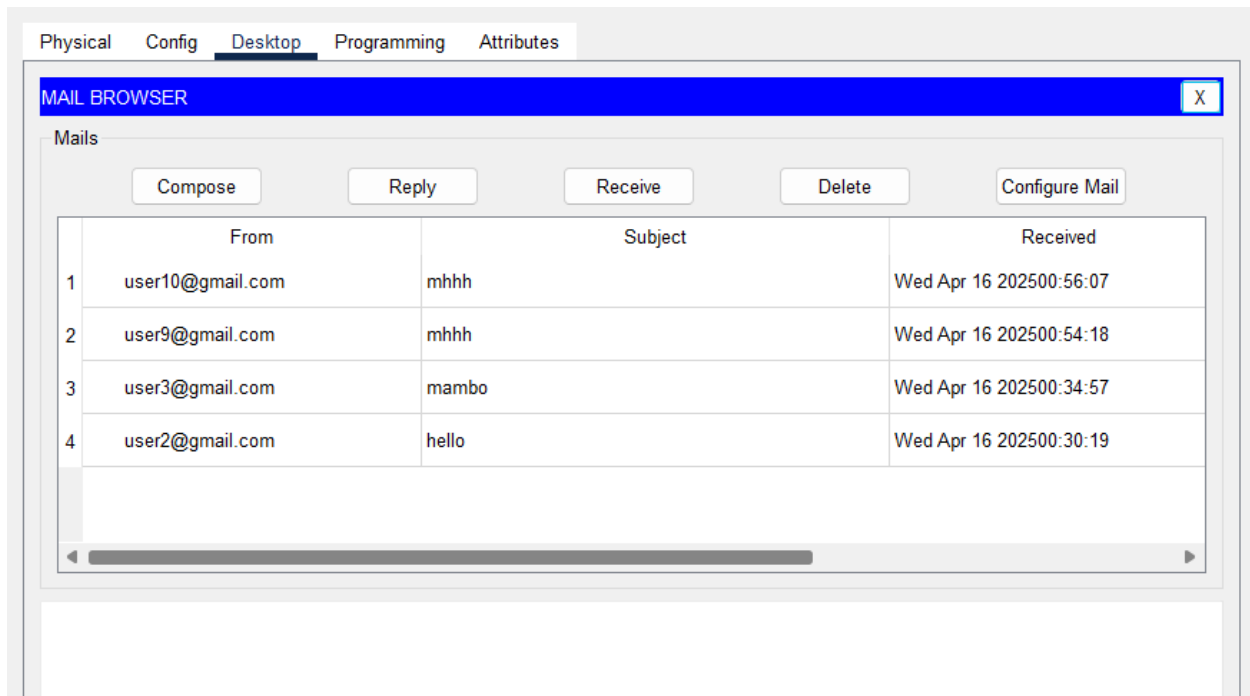 Physical Config Desktop Programming Attributes
MAIL BROWSER X
Mails
Compose Reply Receive Delete Configure Mail
From Subject Received
1 user10@gmail.com mhhh Wed Apr 16 202500:56:07
2 user9@gmail.com mhhh Wed Apr 16 202500:54:18
3 user3@gmail.com mambo Wed Apr 16 202500:34:57
4 user2@gmail.com hello Wed Apr 16 202500:30:19